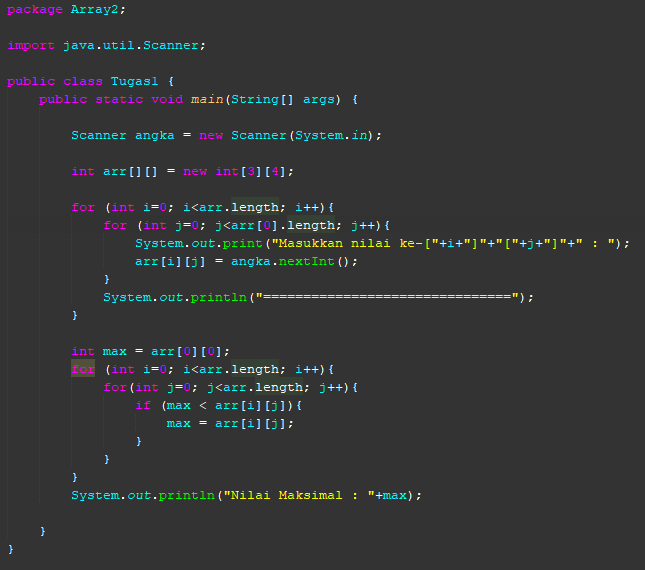 package Array2;
import java.util.Scanner;
public class Tugas1 {
public static void main(String[] args) {
Scanner angka = new Scanner(System.in);
int arr[][] = new int[3][4];
for (int i=0; i<arr.length; i++){
for (int j=0; j<arr[0].length; j++){
System.out.print("Masukkan nilai ke-["+i+"]"+"["+j+"]"+" : ");
arr[i][j] = angka.nextInt();
}
System.out.println("===============================");
}
int max = arr[0][0];
for (int i=0; i<arr.length; i++){
for(int j=0; j<arr.length; j++){
if (max < arr[i][j]){
max = arr[i][j];
}
}
}
System.out.println("Nilai Maksimal : "+max);
}
}